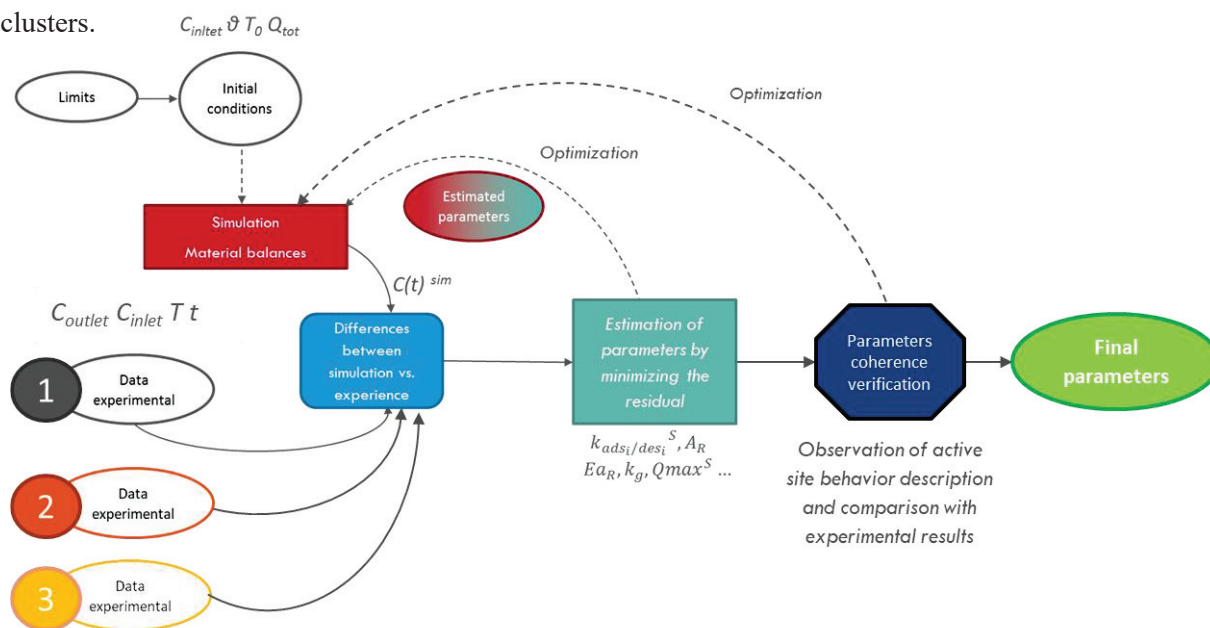 clusters.
C_inltet ϑ T_0 Q_tot
Limits
Initial
conditions
Optimization
Optimization
Estimated
parameters
Simulation
Material balances
C(t) ^sim
C_outlet C_inlet T t
Differences
between
simulation vs.
experience
Estimation of
parameters by
minimizing the
residual
Parameters
coherence
verification
Final
parameters
1
Data
experimental
k_ads_i/des_i^S, A_R
Ea_R, k_g, Qmax^S ...
Observation of active
site behavior description
and comparison with
experimental results
2
Data
experimental
3
Data
experimental